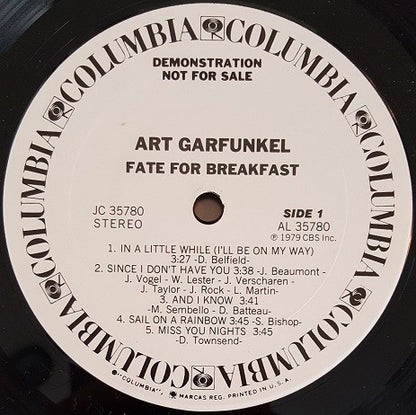 COLUMBIA COLUMBIA COLUMBIA COLUMBIA COLUMBIA COLUMBIA
DEMONSTRATION
NOT FOR SALE
ART GARFUNKEL
FATE FOR BREAKFAST
JC 35780
STEREO
SIDE 1
AL 35780
℗ 1979 CBS Inc.
1. IN A LITTLE WHILE (I'LL BE ON MY WAY)
3:27 -D. Belfield-
2. SINCE I DON'T HAVE YOU 3:38 -J. Beaumont -
J. Vogel - W. Lester - J. Verscharen -
J. Taylor - J. Rock - L. Martin-
3. AND I KNOW 3:41
-M. Sembello - D. Batteau-
4. SAIL ON A RAINBOW 3:45 -S. Bishop-
5. MISS YOU NIGHTS 3:45
-D. Townsend-
"COLUMBIA", MARCAS REG. PRINTED IN U.S.A.